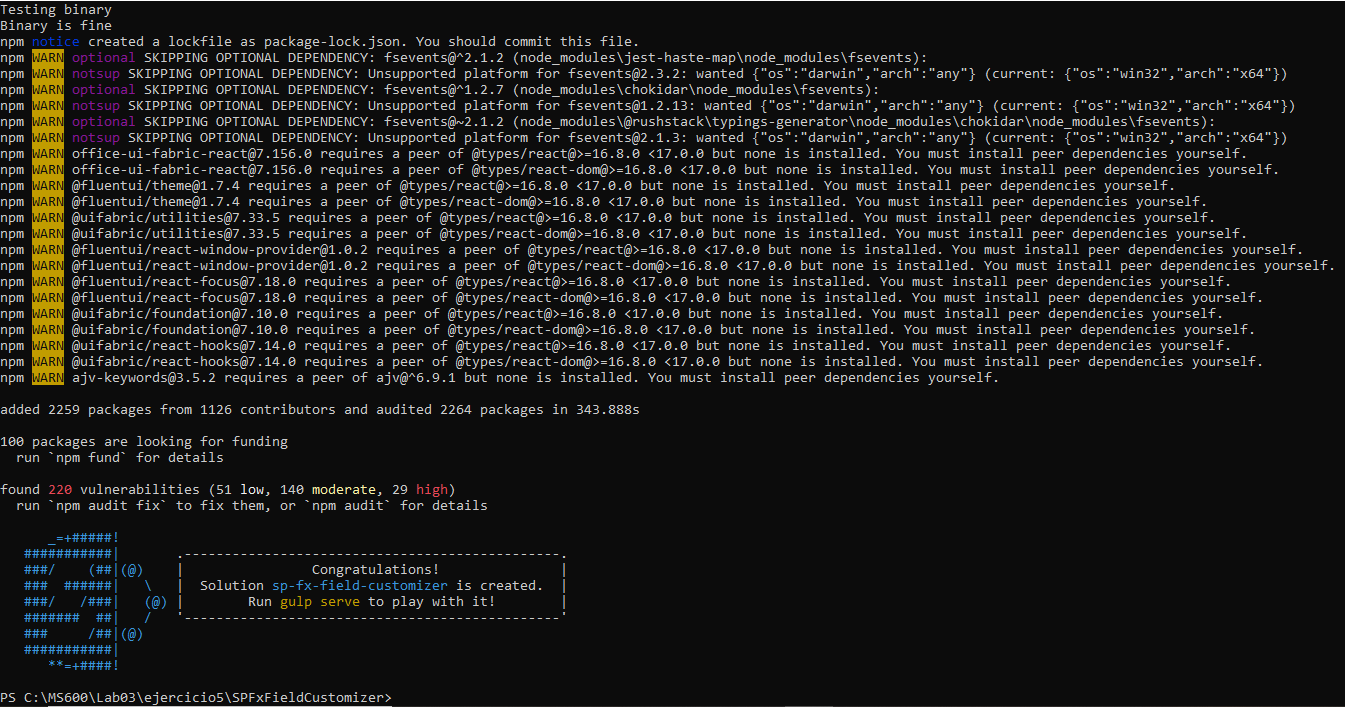 Testing binary
Binary is fine
npm notice created a lockfile as package-lock.json. You should commit this file.
npm WARN optional SKIPPING OPTIONAL DEPENDENCY: fsevents@^2.1.2 (node_modules\jest-haste-map\node_modules\fsevents):
npm WARN notsup SKIPPING OPTIONAL DEPENDENCY: Unsupported platform for fsevents@2.3.2: wanted {"os":"darwin","arch":"any"} (current: {"os":"win32","arch":"x64"})
npm WARN optional SKIPPING OPTIONAL DEPENDENCY: fsevents@^1.2.7 (node_modules\chokidar\node_modules\fsevents):
npm WARN notsup SKIPPING OPTIONAL DEPENDENCY: Unsupported platform for fsevents@1.2.13: wanted {"os":"darwin","arch":"any"} (current: {"os":"win32","arch":"x64"})
npm WARN optional SKIPPING OPTIONAL DEPENDENCY: fsevents@~2.1.2 (node_modules\@rushstack\typings-generator\node_modules\chokidar\node_modules\fsevents):
npm WARN notsup SKIPPING OPTIONAL DEPENDENCY: Unsupported platform for fsevents@2.1.3: wanted {"os":"darwin","arch":"any"} (current: {"os":"win32","arch":"x64"})
npm WARN office-ui-fabric-react@7.156.0 requires a peer of @types/react@>=16.8.0 <17.0.0 but none is installed. You must install peer dependencies yourself.
npm WARN office-ui-fabric-react@7.156.0 requires a peer of @types/react-dom@>=16.8.0 <17.0.0 but none is installed. You must install peer dependencies yourself.
npm WARN @fluentui/theme@1.7.4 requires a peer of @types/react@>=16.8.0 <17.0.0 but none is installed. You must install peer dependencies yourself.
npm WARN @fluentui/theme@1.7.4 requires a peer of @types/react-dom@>=16.8.0 <17.0.0 but none is installed. You must install peer dependencies yourself.
npm WARN @uifabric/utilities@7.33.5 requires a peer of @types/react@>=16.8.0 <17.0.0 but none is installed. You must install peer dependencies yourself.
npm WARN @uifabric/utilities@7.33.5 requires a peer of @types/react-dom@>=16.8.0 <17.0.0 but none is installed. You must install peer dependencies yourself.
npm WARN @fluentui/react-window-provider@1.0.2 requires a peer of @types/react@>=16.8.0 <17.0.0 but none is installed. You must install peer dependencies yourself.
npm WARN @fluentui/react-window-provider@1.0.2 requires a peer of @types/react-dom@>=16.8.0 <17.0.0 but none is installed. You must install peer dependencies yourself.
npm WARN @fluentui/react-focus@7.18.0 requires a peer of @types/react@>=16.8.0 <17.0.0 but none is installed. You must install peer dependencies yourself.
npm WARN @fluentui/react-focus@7.18.0 requires a peer of @types/react-dom@>=16.8.0 <17.0.0 but none is installed. You must install peer dependencies yourself.
npm WARN @uifabric/foundation@7.10.0 requires a peer of @types/react@>=16.8.0 <17.0.0 but none is installed. You must install peer dependencies yourself.
npm WARN @uifabric/foundation@7.10.0 requires a peer of @types/react-dom@>=16.8.0 <17.0.0 but none is installed. You must install peer dependencies yourself.
npm WARN @uifabric/react-hooks@7.14.0 requires a peer of @types/react@>=16.8.0 <17.0.0 but none is installed. You must install peer dependencies yourself.
npm WARN @uifabric/react-hooks@7.14.0 requires a peer of @types/react-dom@>=16.8.0 <17.0.0 but none is installed. You must install peer dependencies yourself.
npm WARN ajv-keywords@3.5.2 requires a peer of ajv@^6.9.1 but none is installed. You must install peer dependencies yourself.
added 2259 packages from 1126 contributors and audited 2264 packages in 343.888s
100 packages are looking for funding
  run `npm fund` for details
found 220 vulnerabilities (51 low, 140 moderate, 29 high)
  run `npm audit fix` to fix them, or `npm audit` for details
      _=+#####!
   ###########|       .-----------------------------------------------.
   ###/    (##|(@)    |                Congratulations!               |
   ###  ######|   \   |  Solution sp-fx-field-customizer is created.  |
   ###/   /###|   (@) |        Run gulp serve to play with it!        |
   #######  ##|   /   '-----------------------------------------------'
   ###     /##|(@)
   ###########|
      **=+####!
PS C:\MS600\Lab03\ejercicio5\SPFxFieldCustomizer>